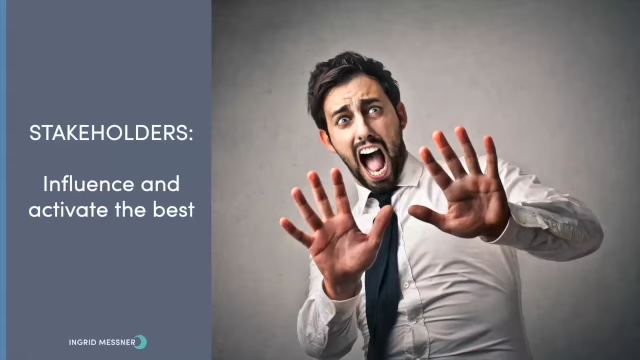 STAKEHOLDERS:
Influence and
activate the best
INGRID MESSNER